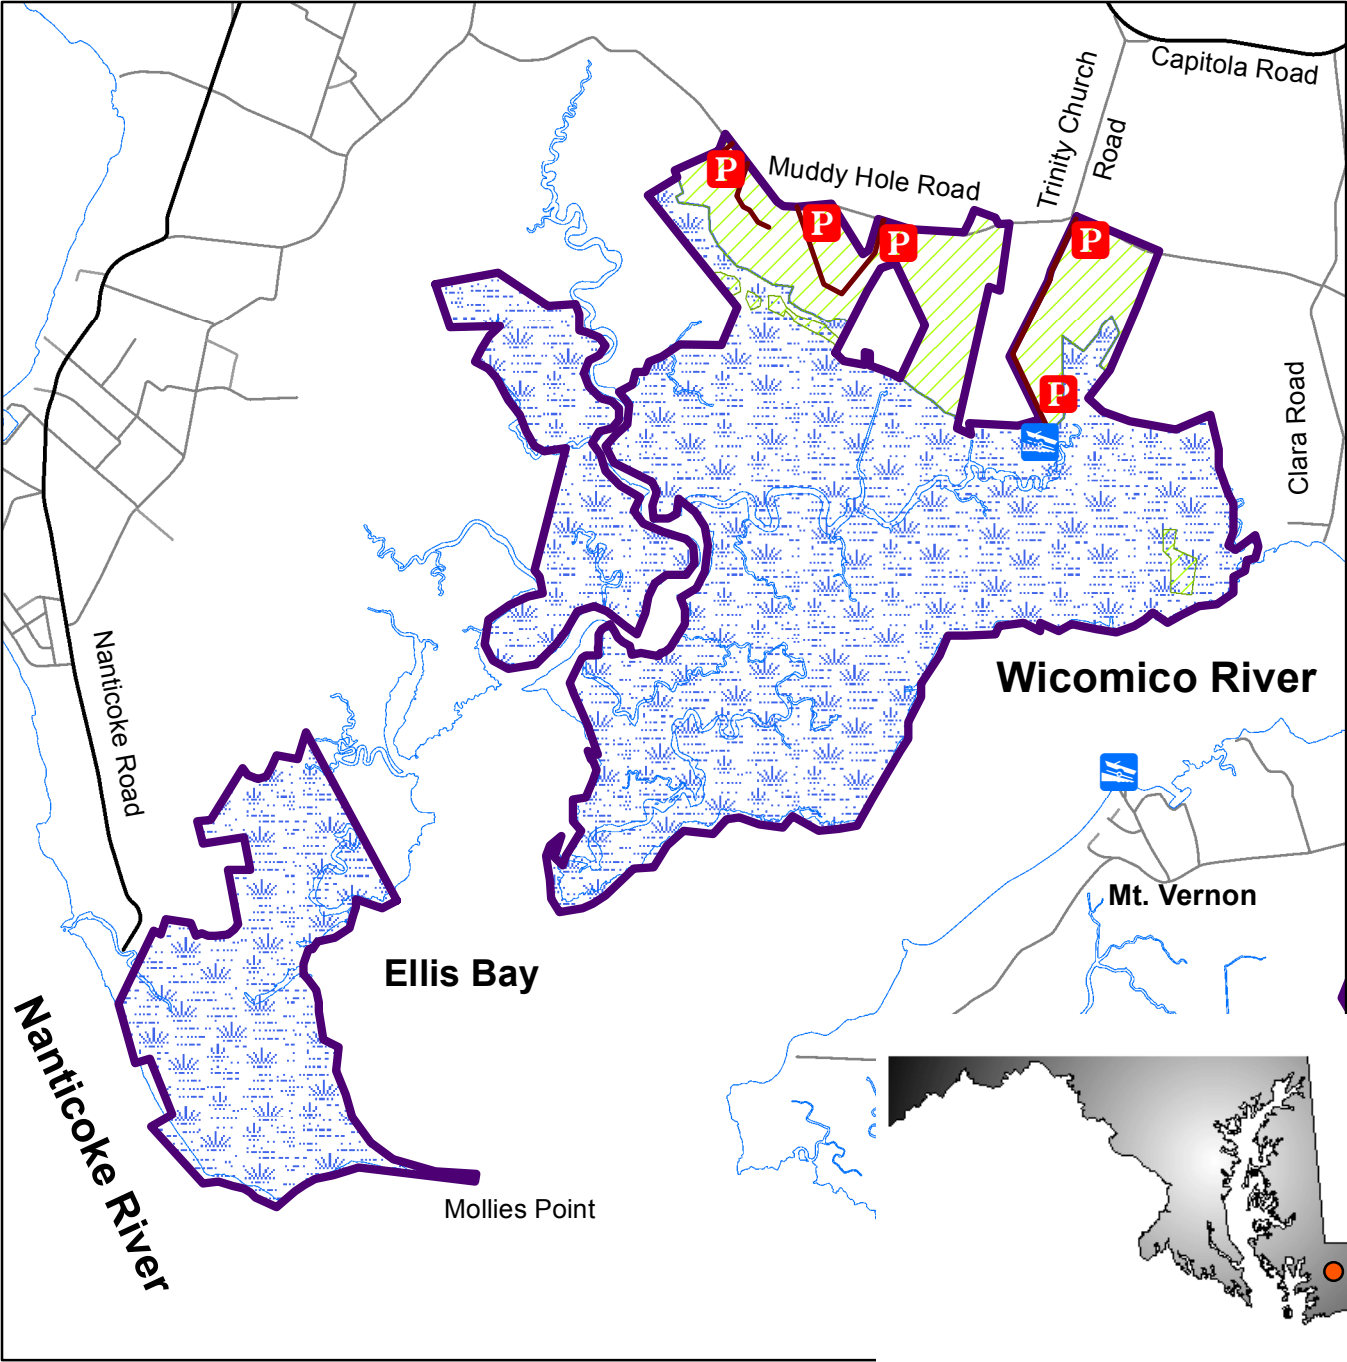 Capitola Road
Trinity Church
Road
P
Muddy Hole Road
P
P
P
Clara Road
P
Nanticoke Road
Wicomico River
Mt. Vernon
Ellis Bay
Nanticoke River
Mollies Point